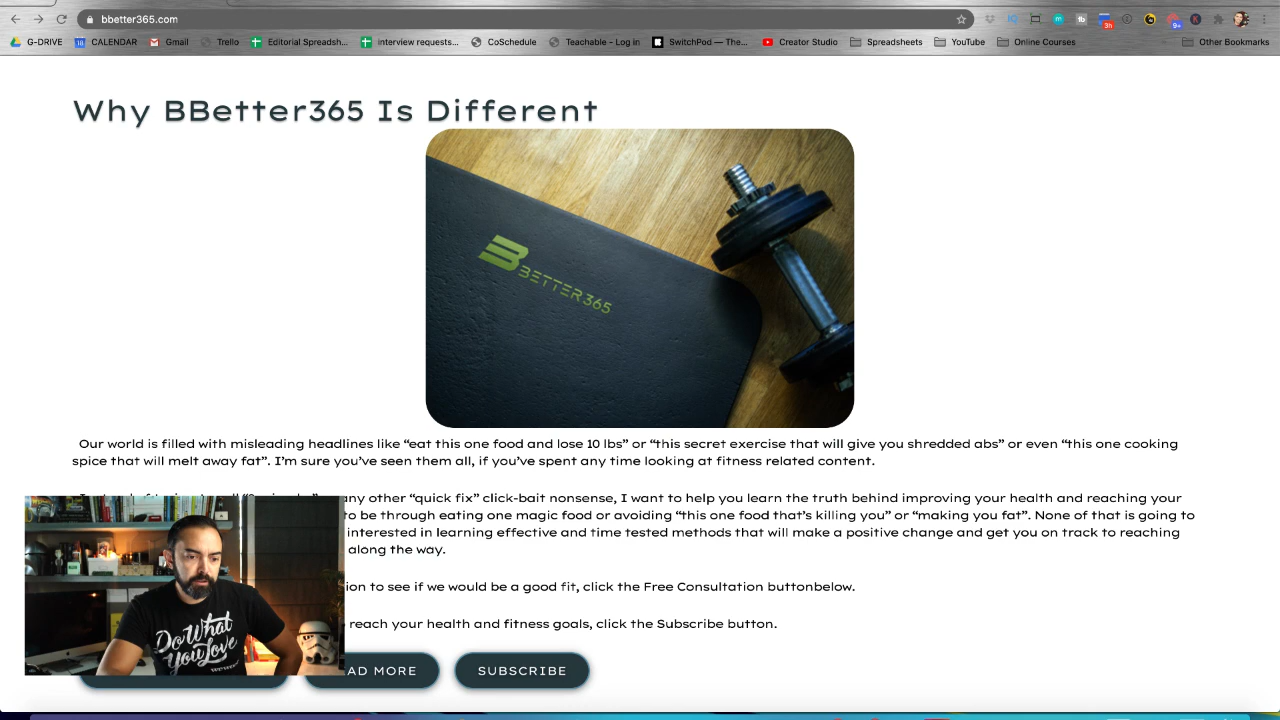 bbetter365.com
9+
3h
G-DRIVE
CALENDAR
Gmail
Trello
Editorial Spreadsh...
interview requests...
CoSchedule
Teachable – Log in
SwitchPod — The...
Creator Studio
Spreadsheets
YouTube
Online Courses
Other Bookmarks
Why BBetter365 Is Different
BBETTER365
Our world is filled with misleading headlines like “eat this one food and lose 10 lbs” or “this secret exercise that will give you shredded abs” or even “this one cooking
spice that will melt away fat”. I’m sure you’ve seen them all, if you’ve spent any time looking at fitness related content.
any other “quick fix” click-bait nonsense, I want to help you learn the truth behind improving your health and reaching your
to be through eating one magic food or avoiding “this one food that’s killing you” or “making you fat”. None of that is going to
interested in learning effective and time tested methods that will make a positive change and get you on track to reaching
along the way.
ion to see if we would be a good fit, click the Free Consultation buttonbelow.
reach your health and fitness goals, click the Subscribe button.
AD MORE
SUBSCRIBE
Do What
You Love